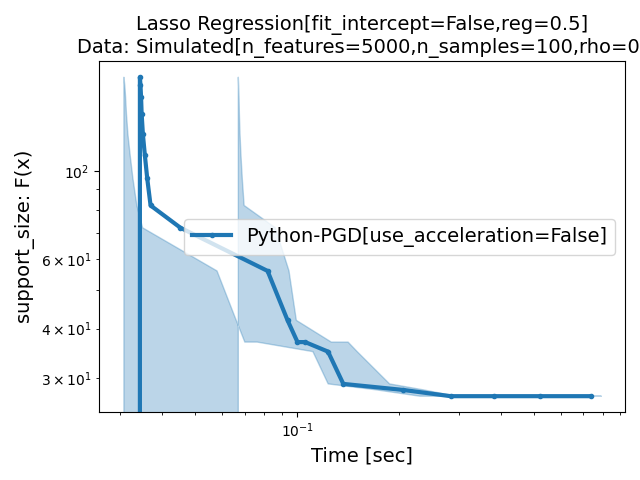 Lasso Regression[fit_intercept=False,reg=0.5]
Data: Simulated[n_features=5000,n_samples=100,rho=0
support_size: F(x)
10²
6 × 10¹
4 × 10¹
3 × 10¹
Python-PGD[use_acceleration=False]
10⁻¹
Time [sec]